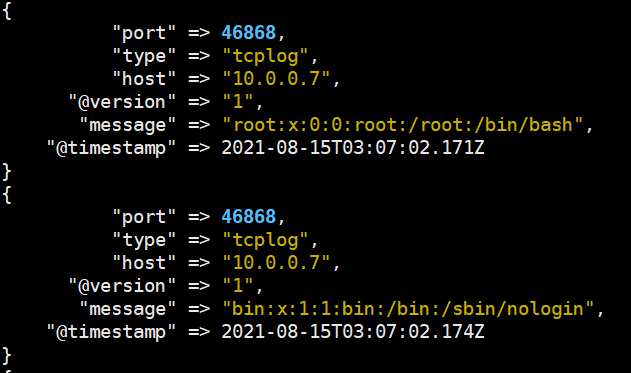 {
"port" => 46868,
"type" => "tcplog",
"host" => "10.0.0.7",
"@version" => "1",
"message" => "root:x:0:0:root:/root:/bin/bash",
"@timestamp" => 2021-08-15T03:07:02.171Z
}
{
"port" => 46868,
"type" => "tcplog",
"host" => "10.0.0.7",
"@version" => "1",
"message" => "bin:x:1:1:bin:/bin:/sbin/nologin",
"@timestamp" => 2021-08-15T03:07:02.174Z
}
{